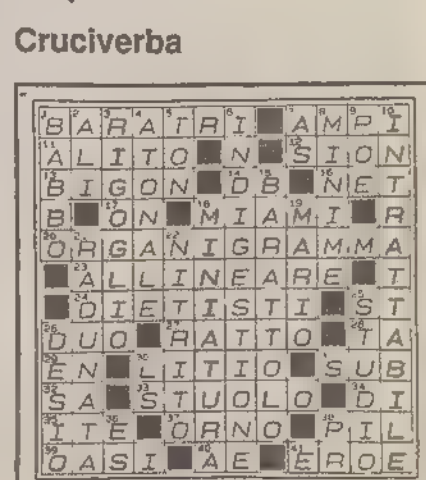 Cruciverba
BARATRI AMPI
ALITO N SION
BIGON DB NET
B ON MIAMI R
ORGANIGRAMMA
ALLINEARE T
DIETISTI ST
DUO RATTO TA
EN LITIO SUB
SA STUOLO DI
ITE ORNO PIL
OASI AE EROE